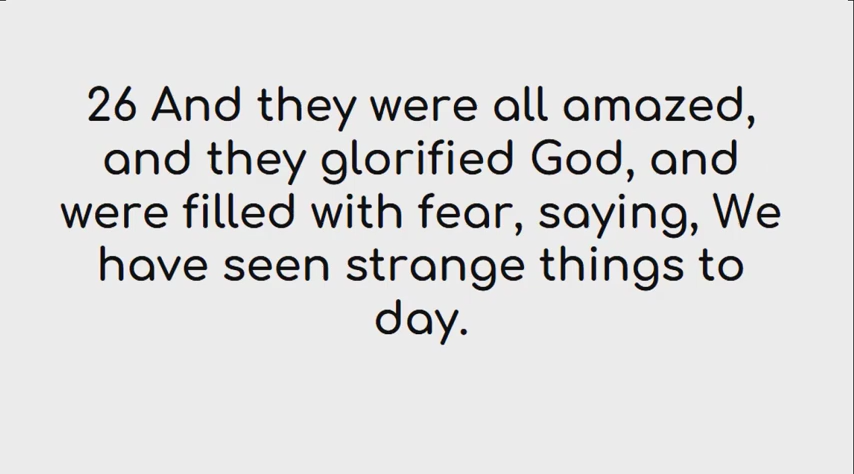 26 And they were all amazed,
and they glorified God, and
were filled with fear, saying, We
have seen strange things to
day.